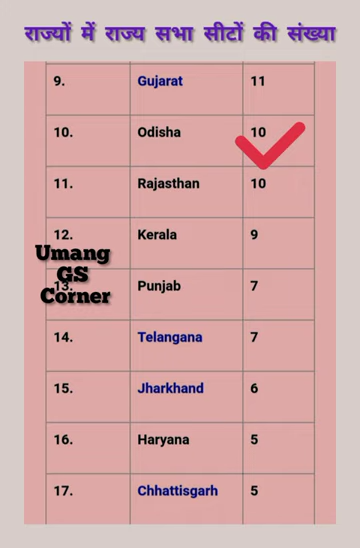 राज्यों में राज्य सभा सीटों की संख्या
9. Gujarat 11
10. Odisha 10
11. Rajasthan 10
12. Kerala 9
Umang
GS
Corner
13. Punjab 7
14. Telangana 7
15. Jharkhand 6
16. Haryana 5
17. Chhattisgarh 5